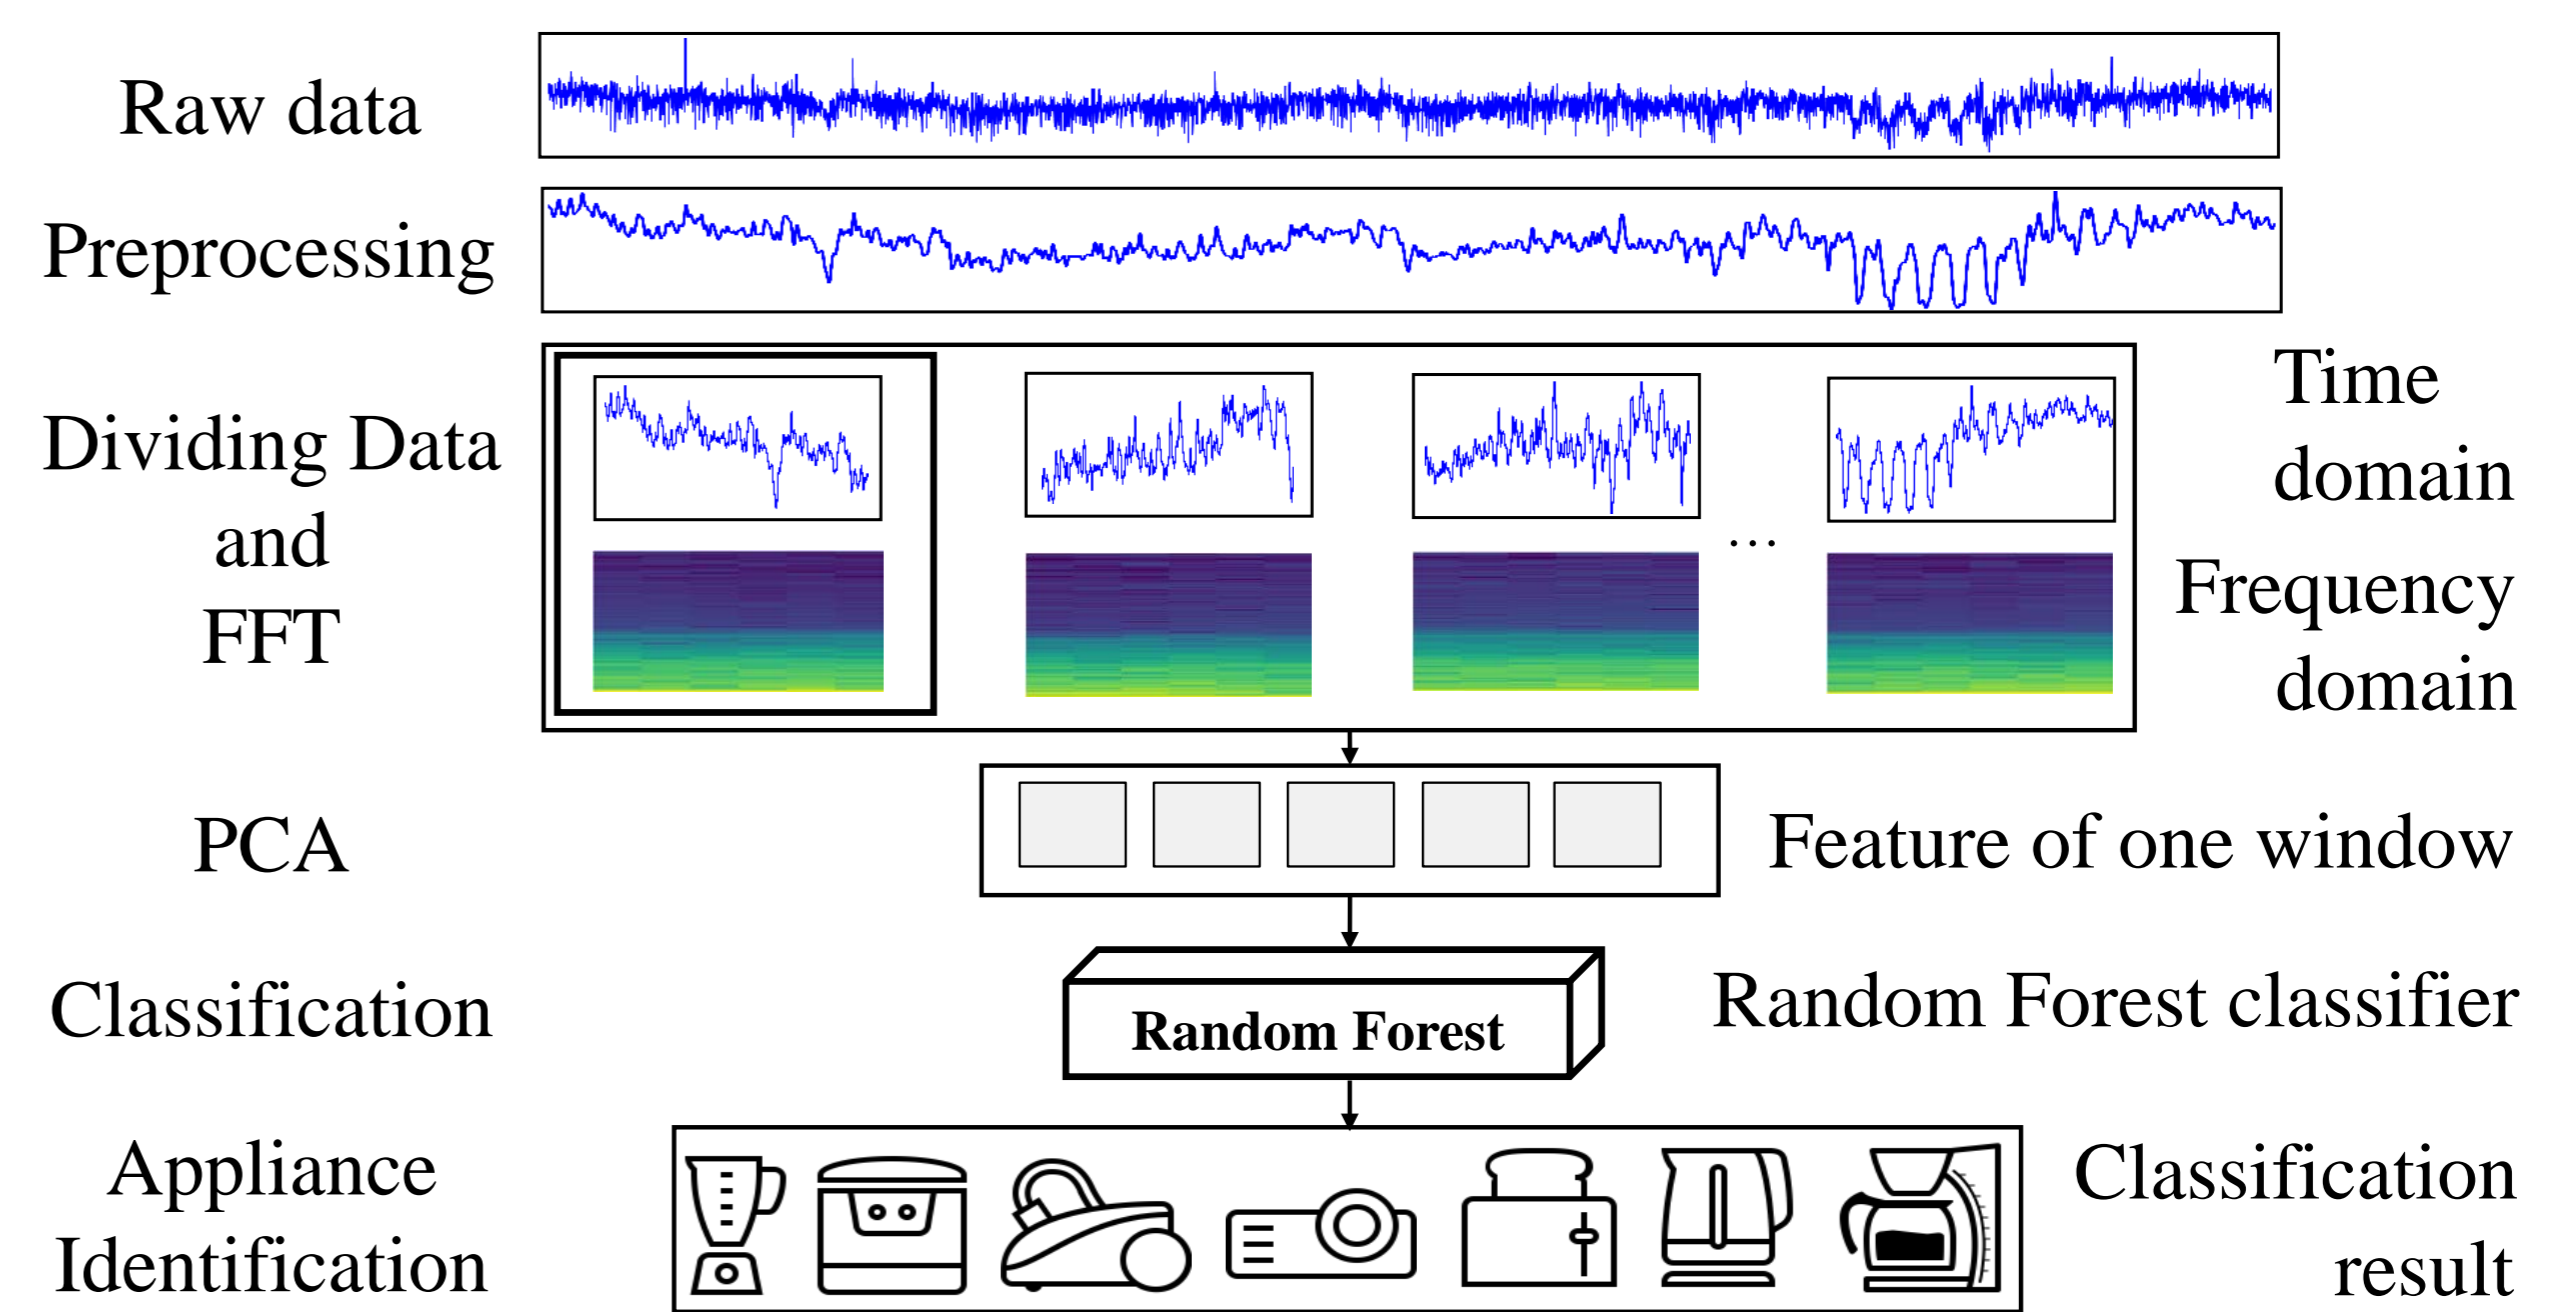 Raw data
Preprocessing
Dividing Data
and
FFT
Time
domain
…
Frequency
domain
PCA
Feature of one window
Classification
Random Forest
Random Forest classifier
Appliance
Identification
Classification
result